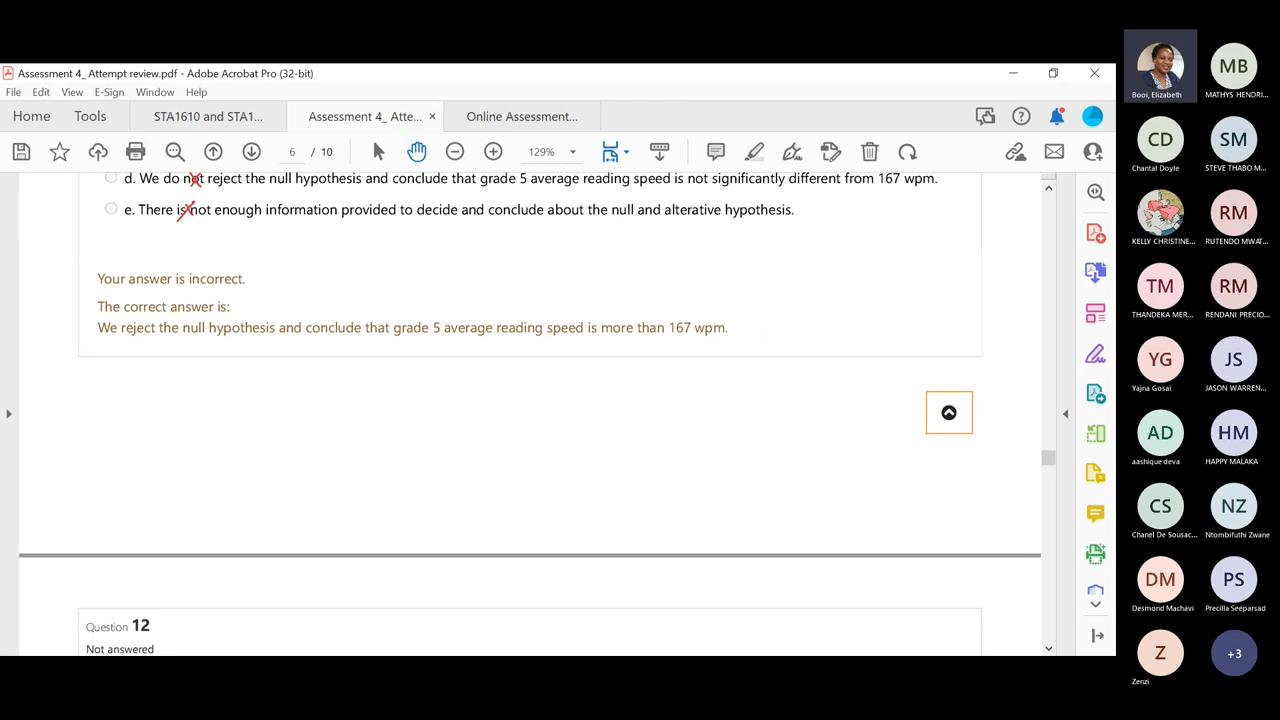 Assessment 4_ Attempt review.pdf - Adobe Acrobat Pro (32-bit)
File Edit View E-Sign Window Help
Home Tools STA1610 and STA1... Assessment 4_ Atte... × Online Assessment...
6 / 10 129%
d. We do not reject the null hypothesis and conclude that grade 5 average reading speed is not significantly different from 167 wpm.
e. There is not enough information provided to decide and conclude about the null and alterative hypothesis.
Your answer is incorrect.
The correct answer is:
We reject the null hypothesis and conclude that grade 5 average reading speed is more than 167 wpm.
Question 12
Not answered
Booi, Elizabeth
MB
MATHYS HENDRI...
CD
Chantal Doyle
SM
STEVE THABO M...
KELLY CHRISTINE...
RM
RUTENDO MWAT...
TM
THANDEKA MER...
RM
RENDANI PRECIO...
YG
Yajna Gosai
JS
JASON WARREN...
AD
aashique deva
HM
HAPPY MALAKA
CS
Chanel De Sousac...
NZ
Ntombifuthi Zwane
DM
Desmond Machavi
PS
Precilla Seeparsad
Z
Zenzi
+3